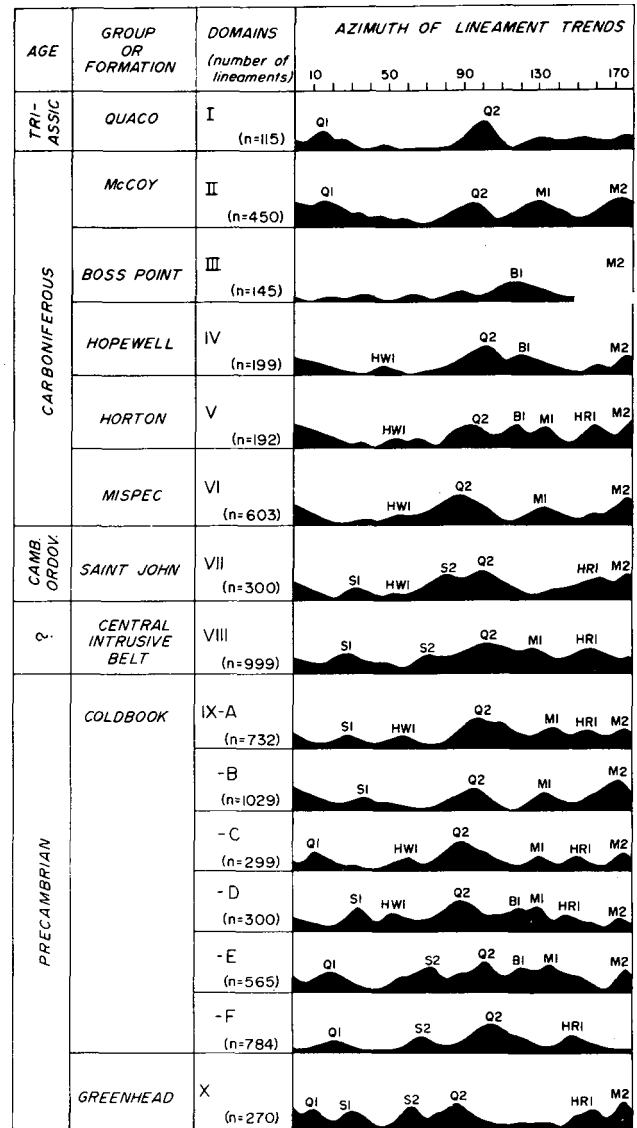 AGE
GROUP OR FORMATION
DOMAINS (number of lineaments)
AZIMUTH OF LINEAMENT TRENDS
10 50 90 130 170
TRI-ASSIC
QUACO
I
(n=115)
Q1 Q2
CARBONIFEROUS
McCOY
II
(n=450)
Q1 Q2 M1 M2
BOSS POINT
III
(n=145)
B1 M2
HOPEWELL
IV
(n=199)
HW1 Q2 B1 M2
HORTON
V
(n=192)
HW1 Q2 B1 M1 HR1 M2
MISPEC
VI
(n=603)
HW1 Q2 M1 M2
CAMB. ORDOV.
SAINT JOHN
VII
(n=300)
S1 HW1 S2 Q2 HR1 M2
?
CENTRAL INTRUSIVE BELT
VIII
(n=999)
S1 S2 Q2 M1 HR1
PRECAMBRIAN
COLDBOOK
IX-A
(n=732)
S1 HW1 Q2 M1 HR1 M2
-B
(n=1029)
S1 Q2 M1 M2
-C
(n=299)
Q1 HW1 Q2 M1 HR1 M2
-D
(n=300)
S1 HW1 Q2 B1 M1 HR1 M2
-E
(n=565)
Q1 S2 Q2 B1 M1 M2
-F
(n=784)
Q1 S2 Q2 HR1
GREENHEAD
X
(n=270)
Q1 S1 S2 Q2 HR1 M2